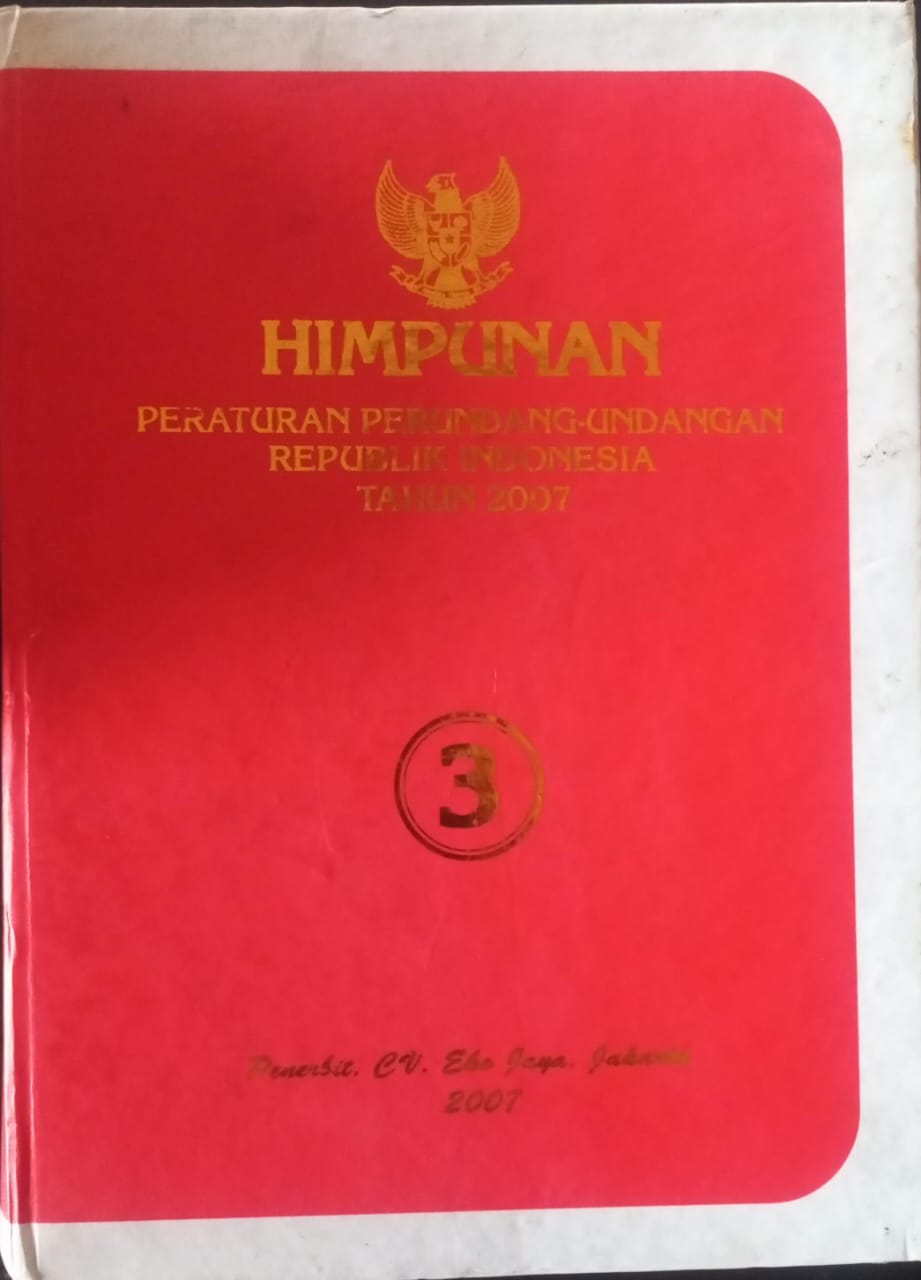 HIMPUNAN
PERATURAN PERUNDANG-UNDANGAN
REPUBLIK INDONESIA
TAHUN 2007
3
Penerbit. CV. Eko Jaya. Jakarta
2007